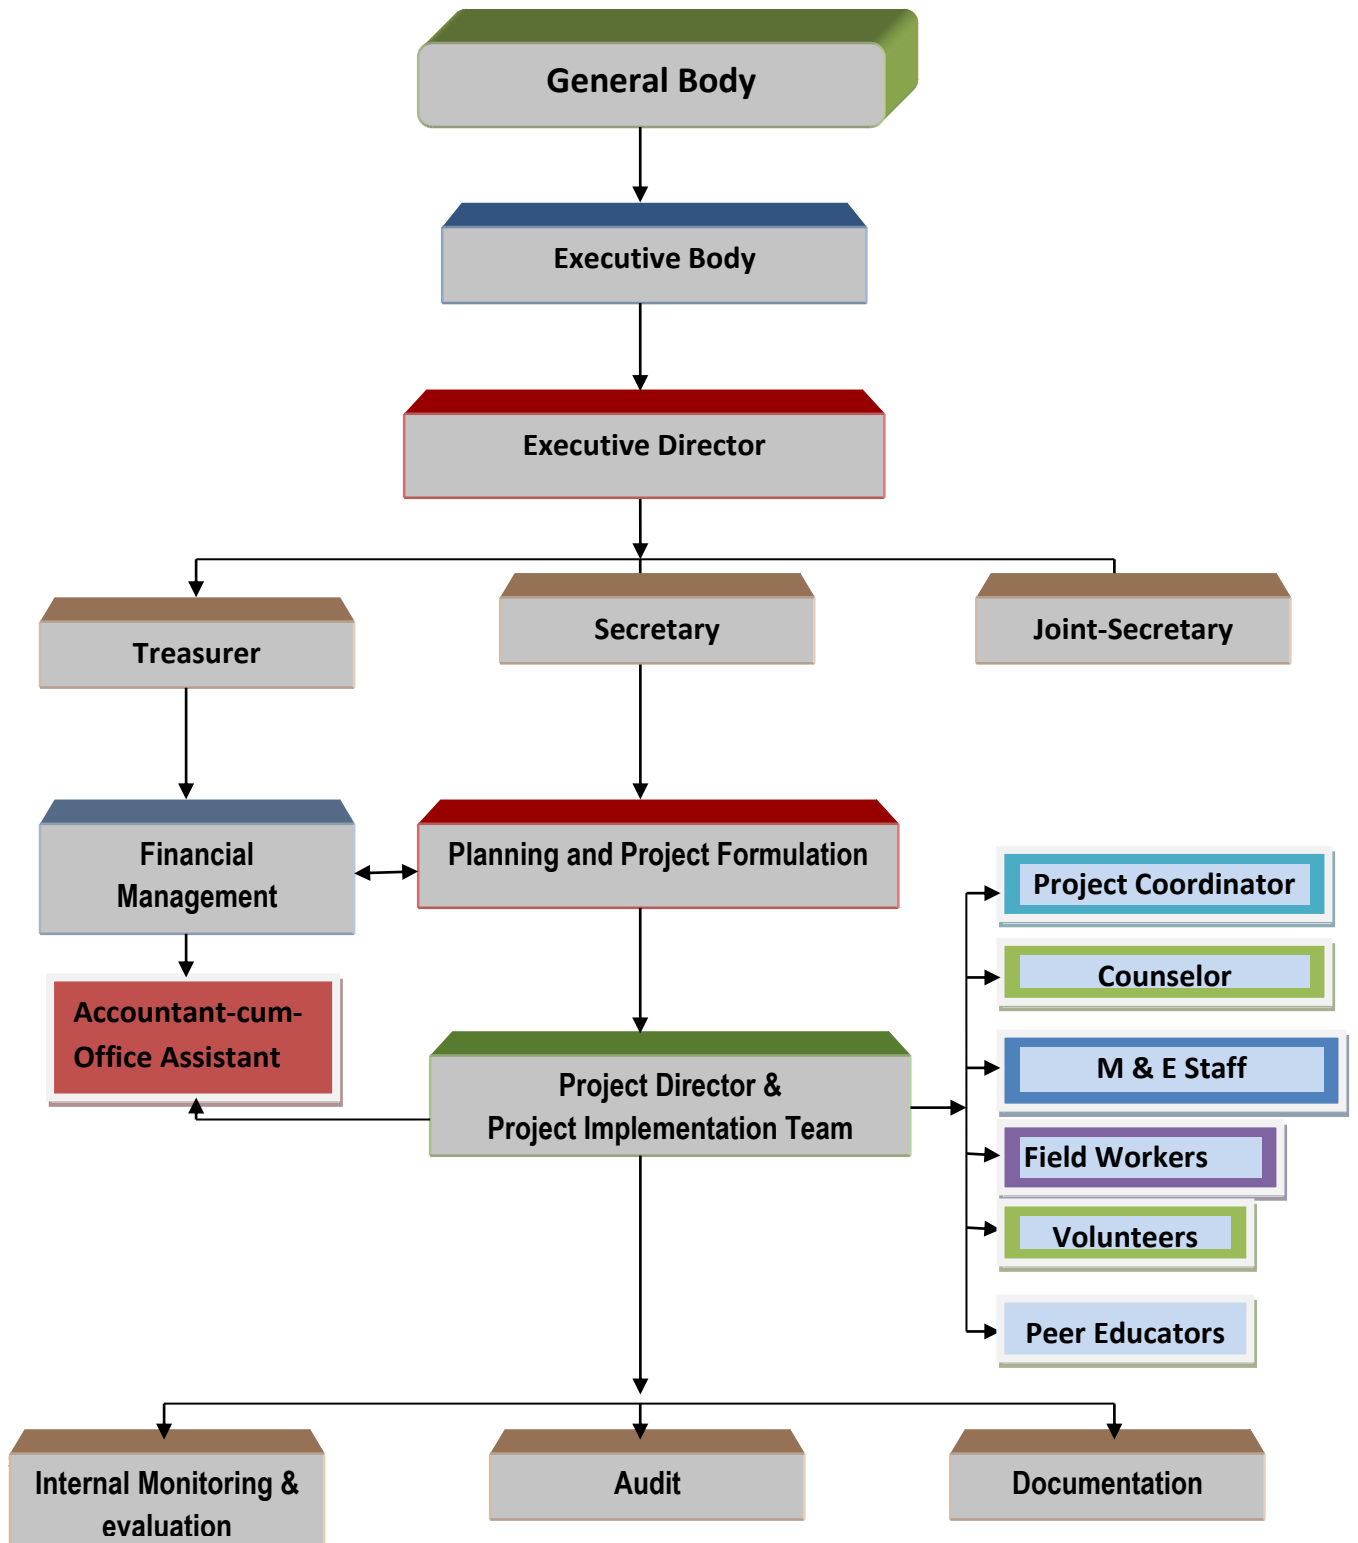 General Body
Executive Body
Executive Director
Treasurer
Secretary
Joint-Secretary
Financial
Management
Planning and Project Formulation
Accountant-cum-
Office Assistant
Project Director &
Project Implementation Team
Project Coordinator
Counselor
M & E Staff
Field Workers
Volunteers
Peer Educators
Internal Monitoring &
evaluation
Audit
Documentation